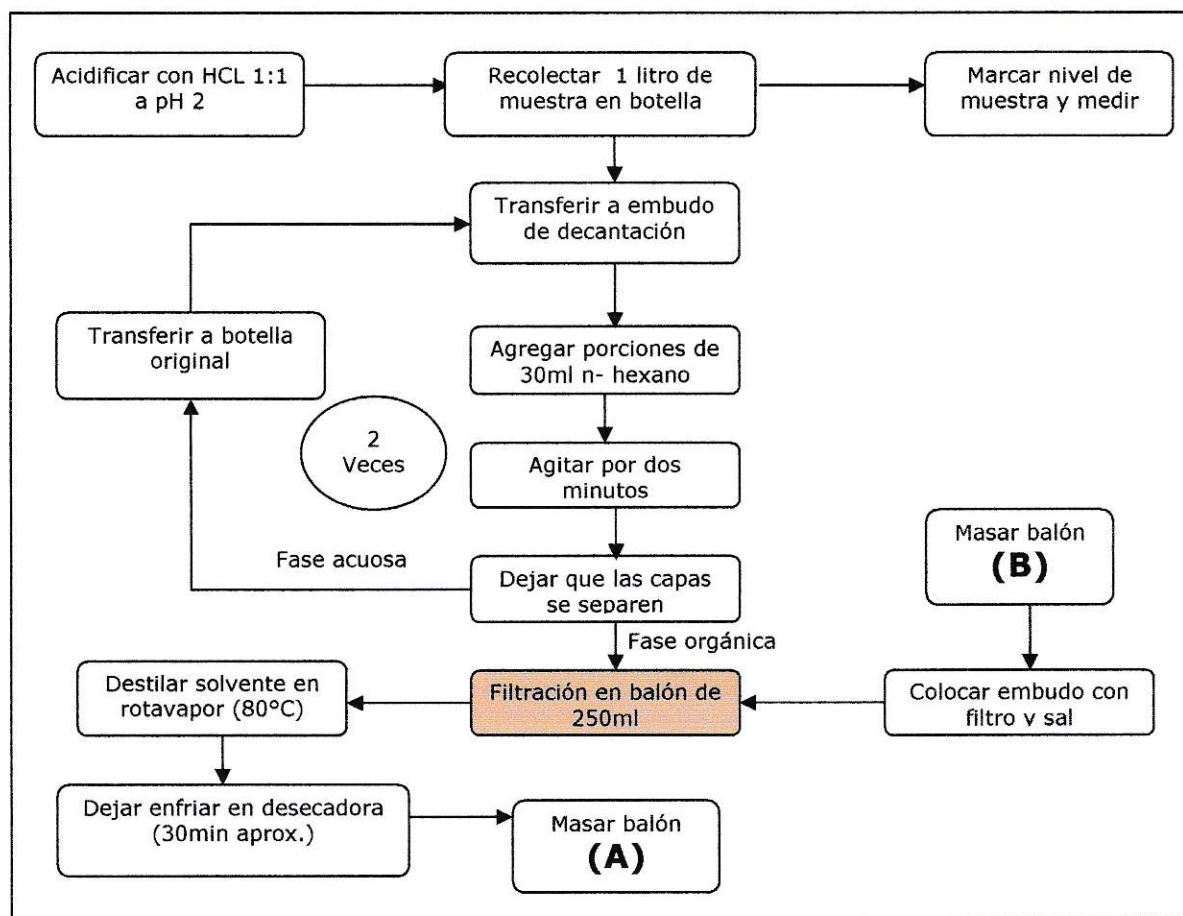 Acidificar con HCL 1:1
a pH 2
Recolectar 1 litro de
muestra en botella
Marcar nivel de
muestra y medir
Transferir a embudo
de decantación
Transferir a botella
original
Agregar porciones de
30ml n- hexano
2
Veces
Agitar por dos
minutos
Fase acuosa
Dejar que las capas
se separen
Masar balón
(B)
Fase orgánica
Destilar solvente en
rotavapor (80°C)
Filtración en balón de
250ml
Colocar embudo con
filtro y sal
Dejar enfriar en desecadora
(30min aprox.)
Masar balón
(A)